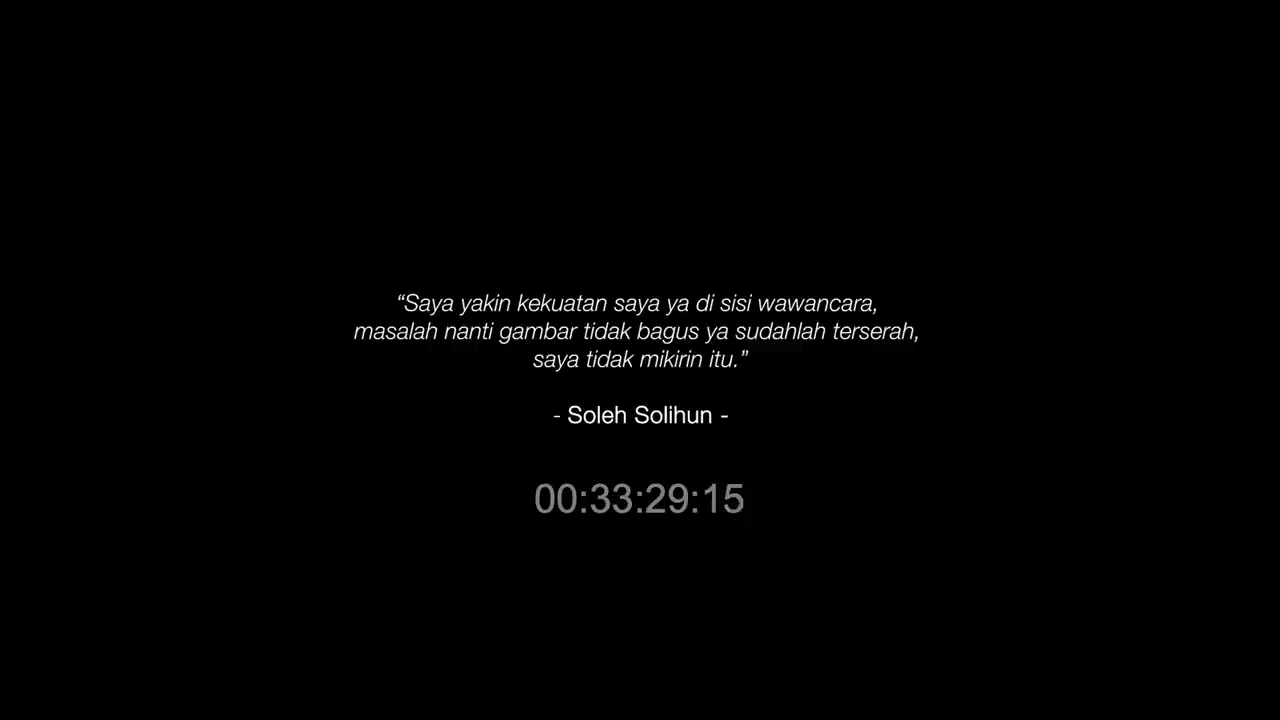 “Saya yakin kekuatan saya ya di sisi wawancara,
masalah nanti gambar tidak bagus ya sudahlah terserah,
saya tidak mikirin itu.”
- Soleh Solihun -
00:33:29:15